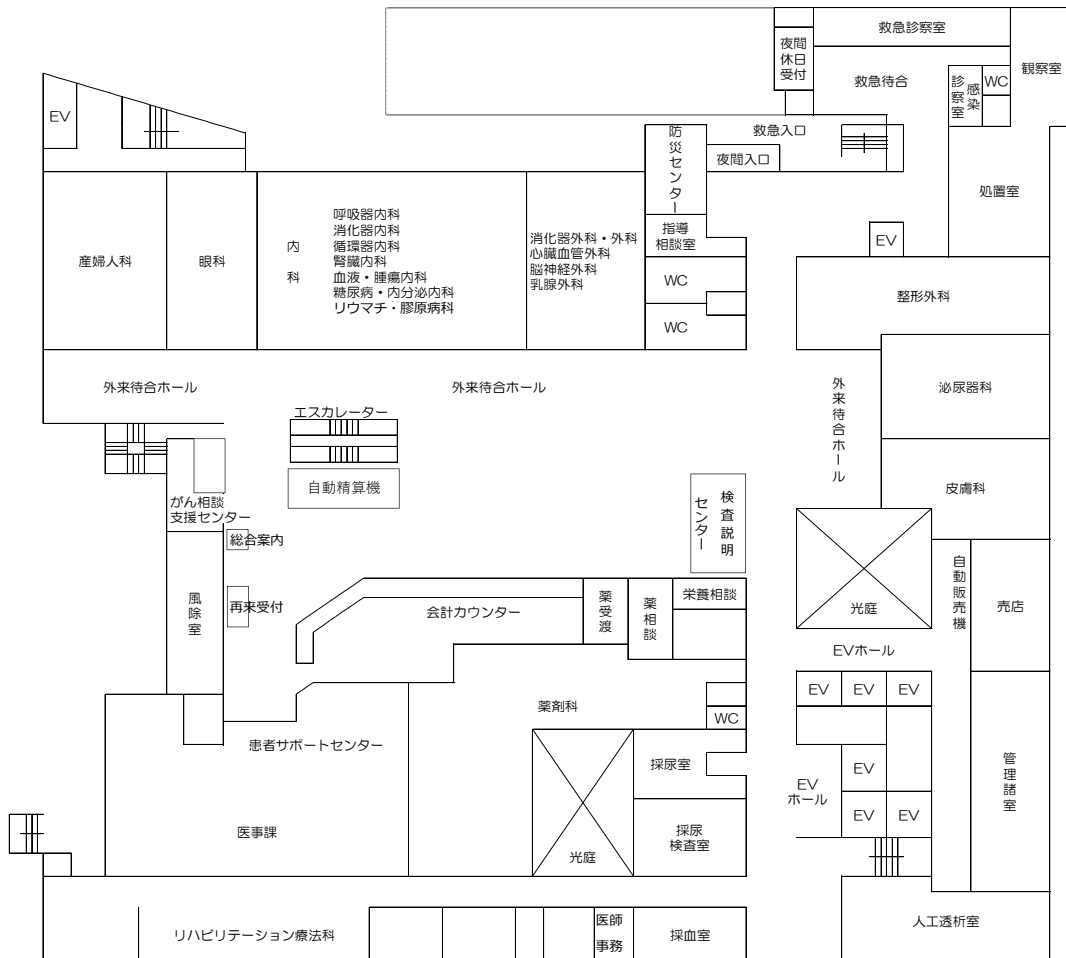 救急診察室
夜間
休日
受付
救急待合
診察室
感染
WC
観察室
EV
防災センター
救急入口
夜間入口
処置室
指導
相談室
EV
産婦人科
眼科
内科
呼吸器内科
消化器内科
循環器内科
腎臓内科
血液・腫瘍内科
糖尿病・内分泌内科
リウマチ・膠原病科
消化器外科・外科
心臓血管外科
脳神経外科
乳腺外科
WC
WC
整形外科
外来待合ホール
外来待合ホール
外来待合ホール
泌尿器科
エスカレーター
自動精算機
がん相談
支援センター
検査説明
センター
皮膚科
総合案内
風除室
再来受付
会計カウンター
薬受渡
薬相談
栄養相談
光庭
自動販売機
売店
EVホール
EV
EV
EV
薬剤科
WC
患者サポートセンター
採尿室
EV
EV
ホール
管理諸室
医事課
光庭
採尿
検査室
EV
EV
リハビリテーション療法科
医師
事務
採血室
人工透析室